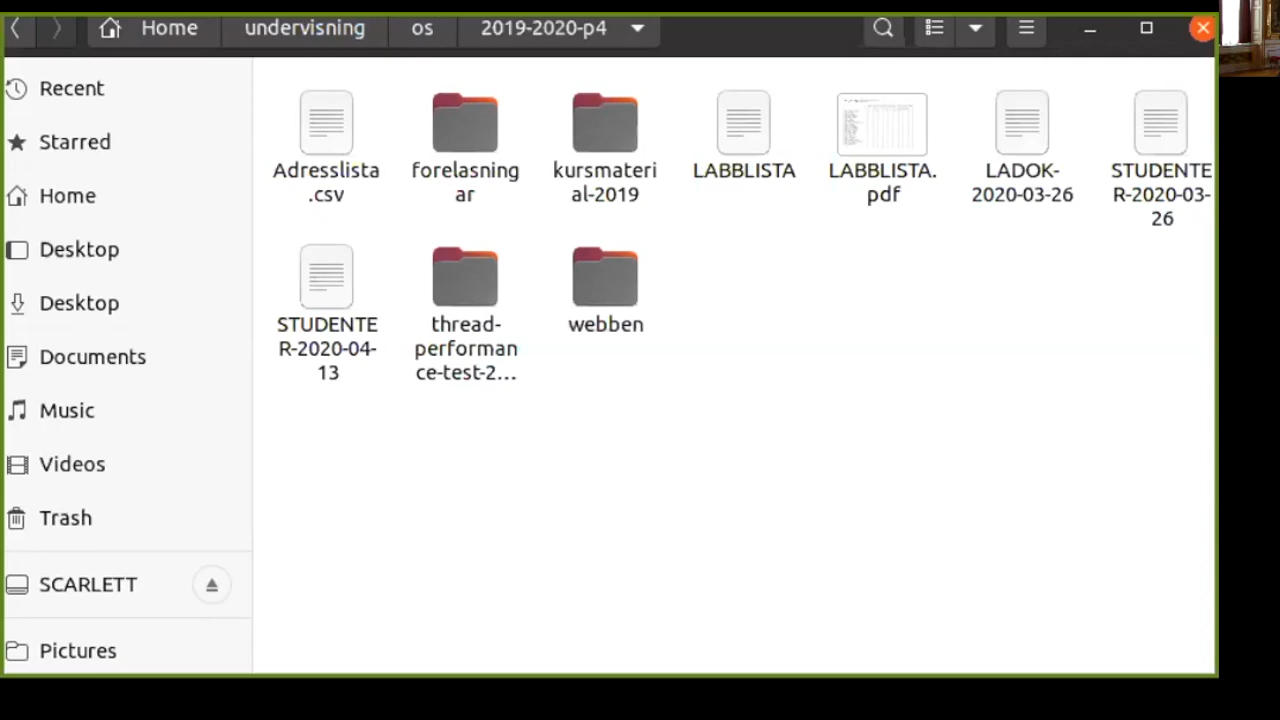 Home undervisning os 2019-2020-p4
Recent
Starred
Home
Desktop
Desktop
Documents
Music
Videos
Trash
SCARLETT
Pictures
Adresslista
.csv
forelasning
ar
kursmateri
al-2019
LABBLISTA
LABBLISTA.
pdf
LADOK-
2020-03-26
STUDENTE
R-2020-03-
26
STUDENTE
R-2020-04-
13
thread-
performan
ce-test-2...
webben